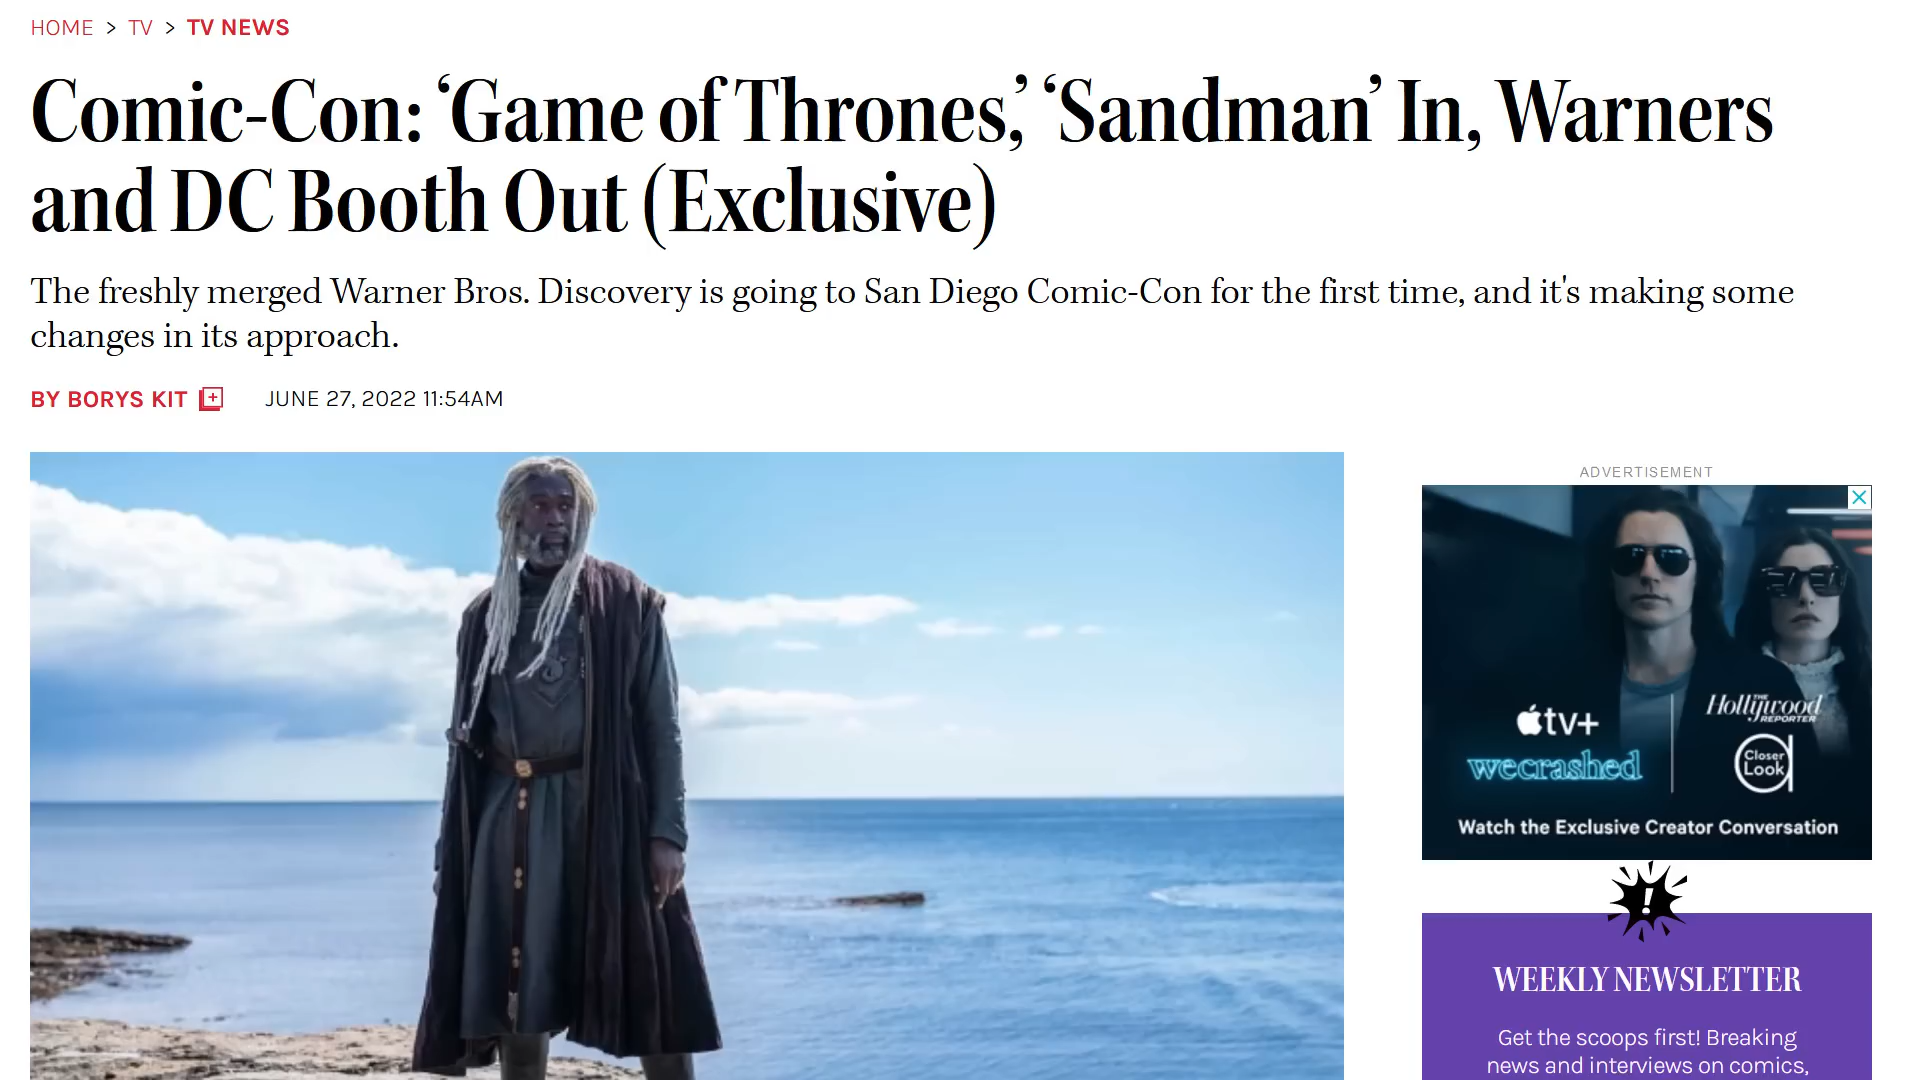 HOME > TV > TV NEWS
Comic-Con: ‘Game of Thrones,’ ‘Sandman’ In, Warners
and DC Booth Out (Exclusive)
The freshly merged Warner Bros. Discovery is going to San Diego Comic-Con for the first time, and it's making some
changes in its approach.
BY BORYS KIT JUNE 27, 2022 11:54AM
ADVERTISEMENT
tv+
wecrashed
THE
Hollywood
REPORTER
Closer
Look
Watch the Exclusive Creator Conversation
!
WEEKLY NEWSLETTER
Get the scoops first! Breaking
news and interviews on comics,